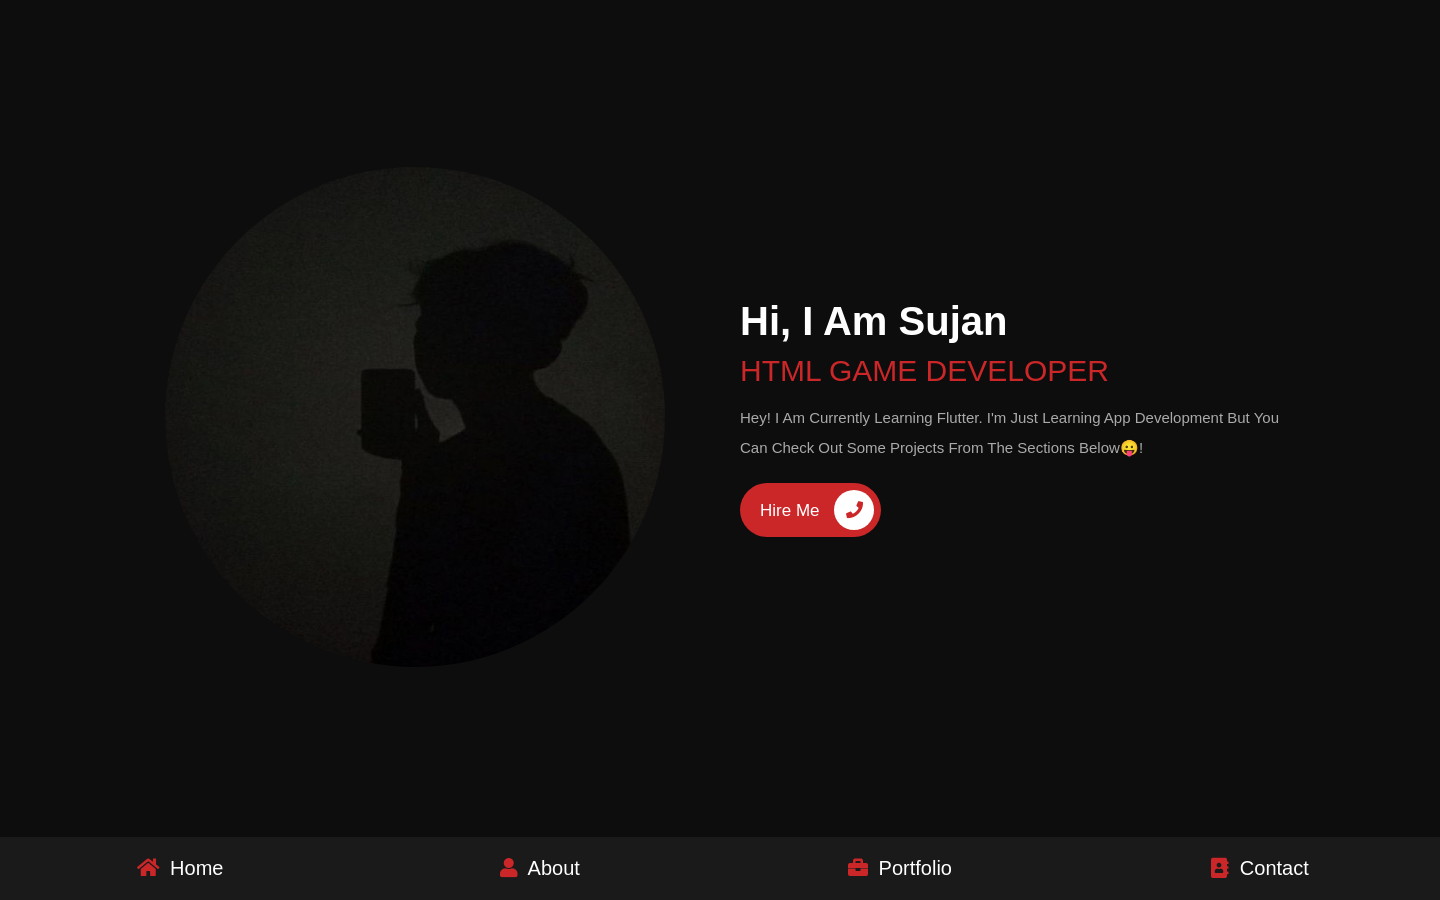 Hi, I Am Sujan
HTML GAME DEVELOPER
Hey! I Am Currently Learning Flutter. I'm Just Learning App Development But You
Can Check Out Some Projects From The Sections Below😛!
Hire Me
Home
About
Portfolio
Contact